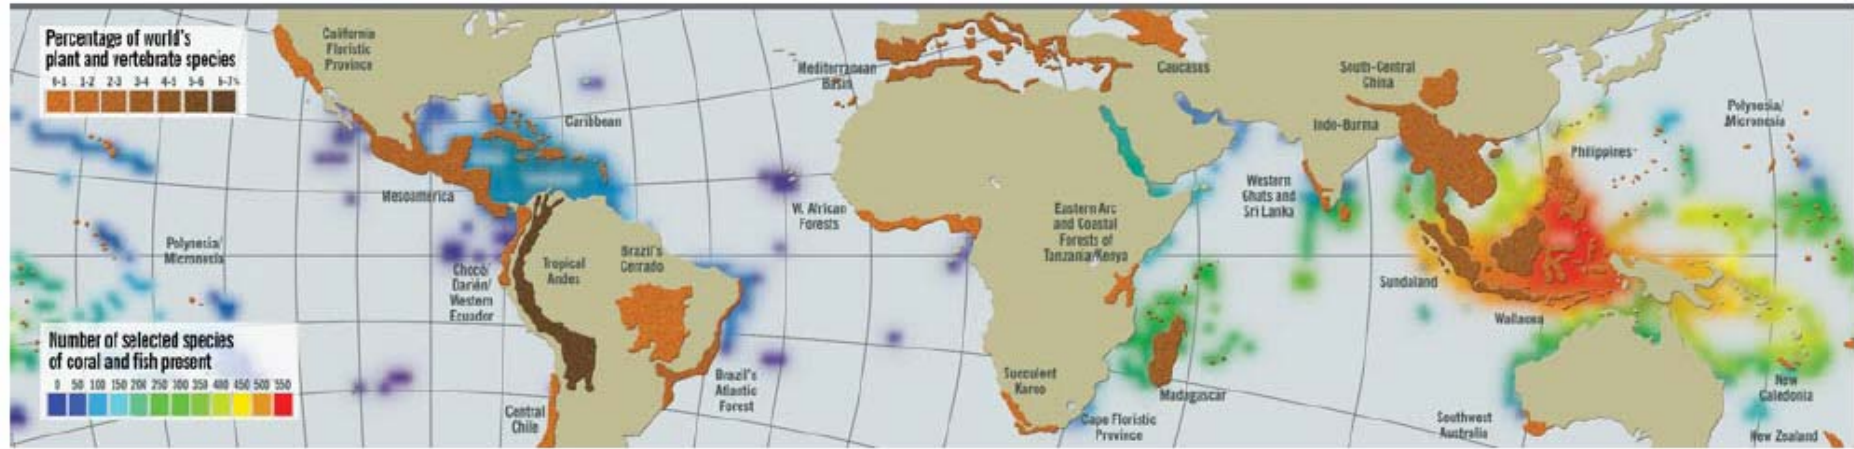 Percentage of world's
plant and vertebrate species
0-1 1-2 2-3 3-4 4-5 5-6 6-7%
California
Floristic
Province
Caribbean
Mesoamerica
Polynesia/
Micronesia
Chocó/
Darién/
Western
Ecuador
Tropical
Andes
Brazil's
Cerrado
Brazil's
Atlantic
Forest
Central
Chile
Number of selected species
of coral and fish present
0 50 100 150 200 250 300 350 400 450 500 550
Mediterranean
Basin
Caucasus
W. African
Forests
Eastern Arc
and Coastal
Forests of
Tanzania/Kenya
Succulent
Karoo
Cape Floristic
Province
Madagascar
Western
Ghats and
Sri Lanka
South-Central
China
Indo-Burma
Philippines
Polynesia/
Micronesia
Sundaland
Wallacea
Southwest
Australia
New
Caledonia
New Zealand